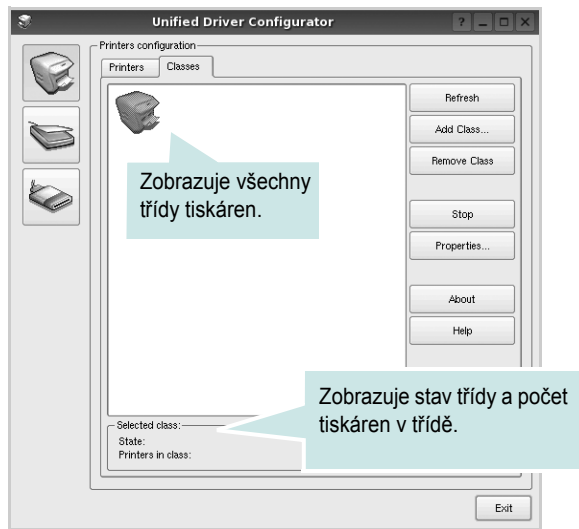 Unified Driver Configurator
Printers configuration
Printers Classes
Refresh
Add Class...
Remove Class
Zobrazuje všechny
třídy tiskáren.
Stop
Properties...
About
Help
Zobrazuje stav třídy a počet
tiskáren v třídě.
Selected class:
State:
Printers in class:
Exit